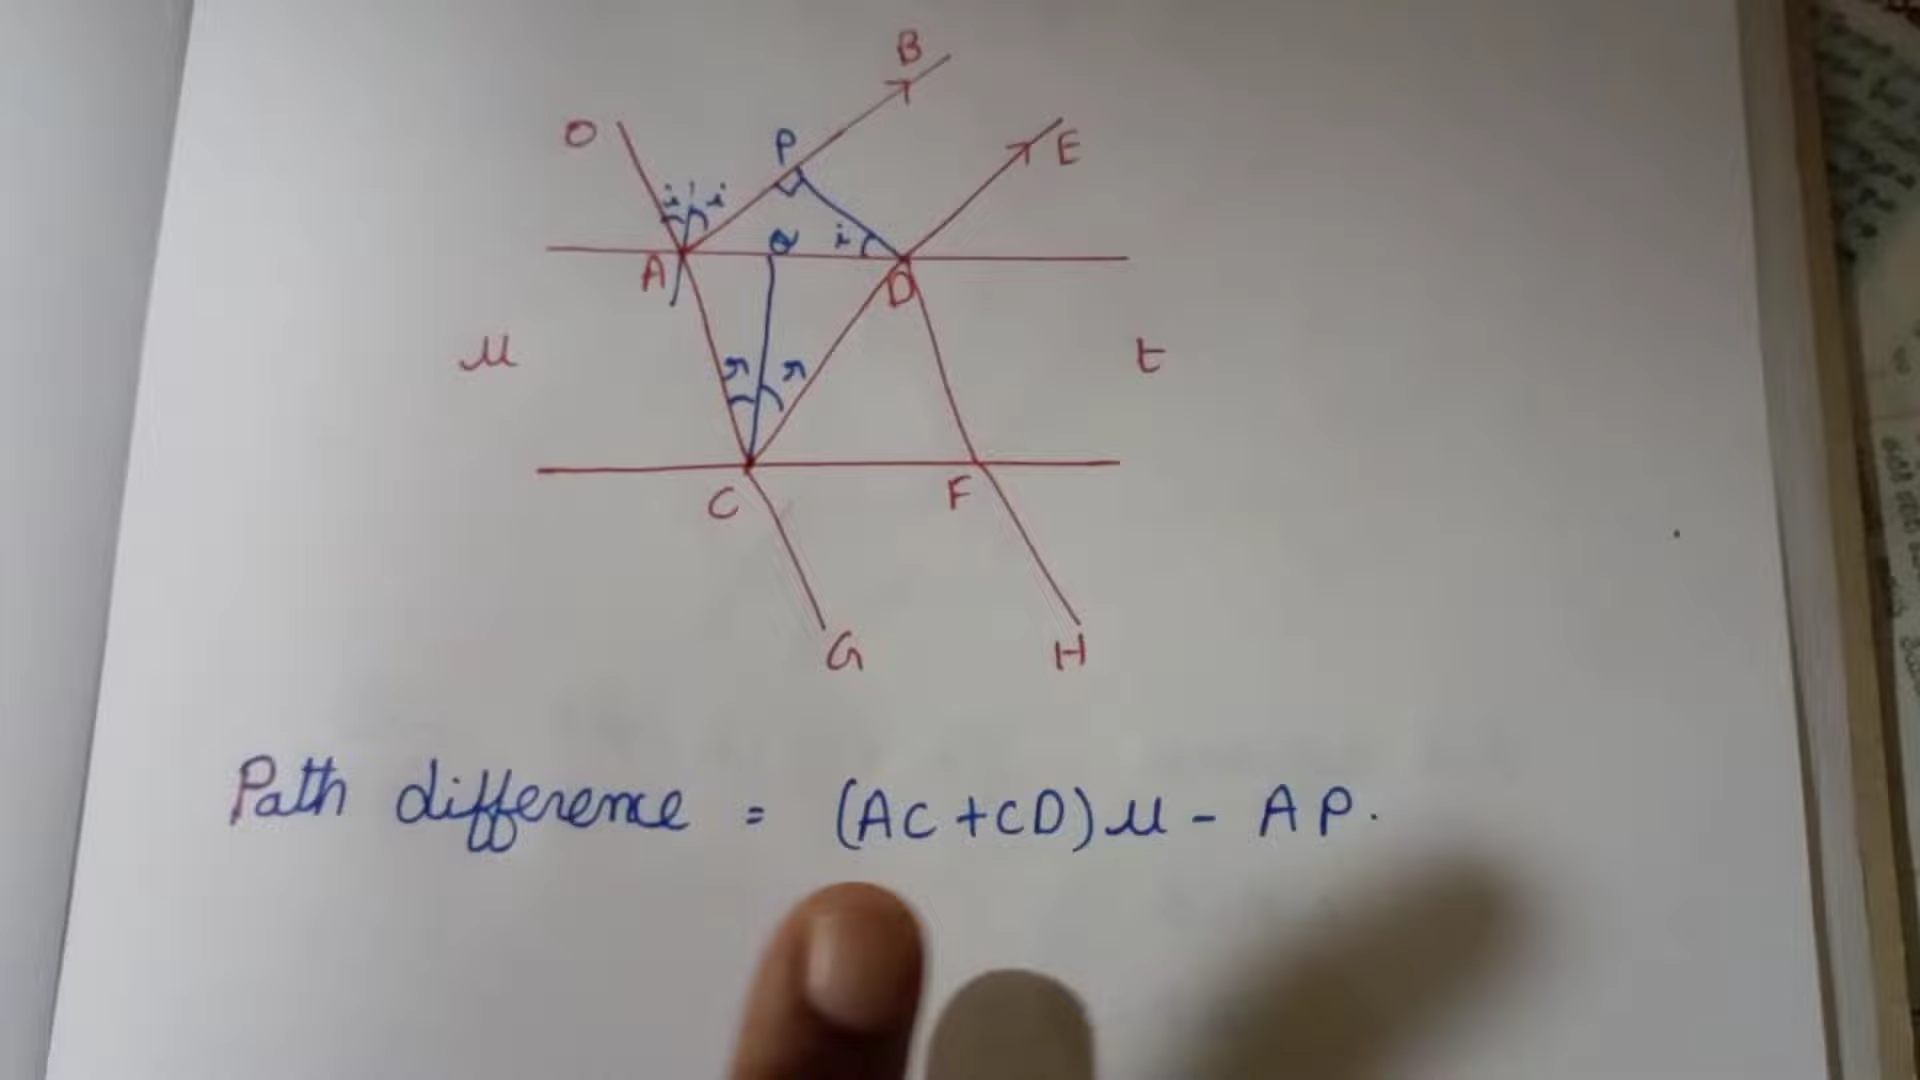 B
O P E
i i
Q i
A D
μ t
r r
C F
G H
Path difference = (AC+CD)μ - AP.